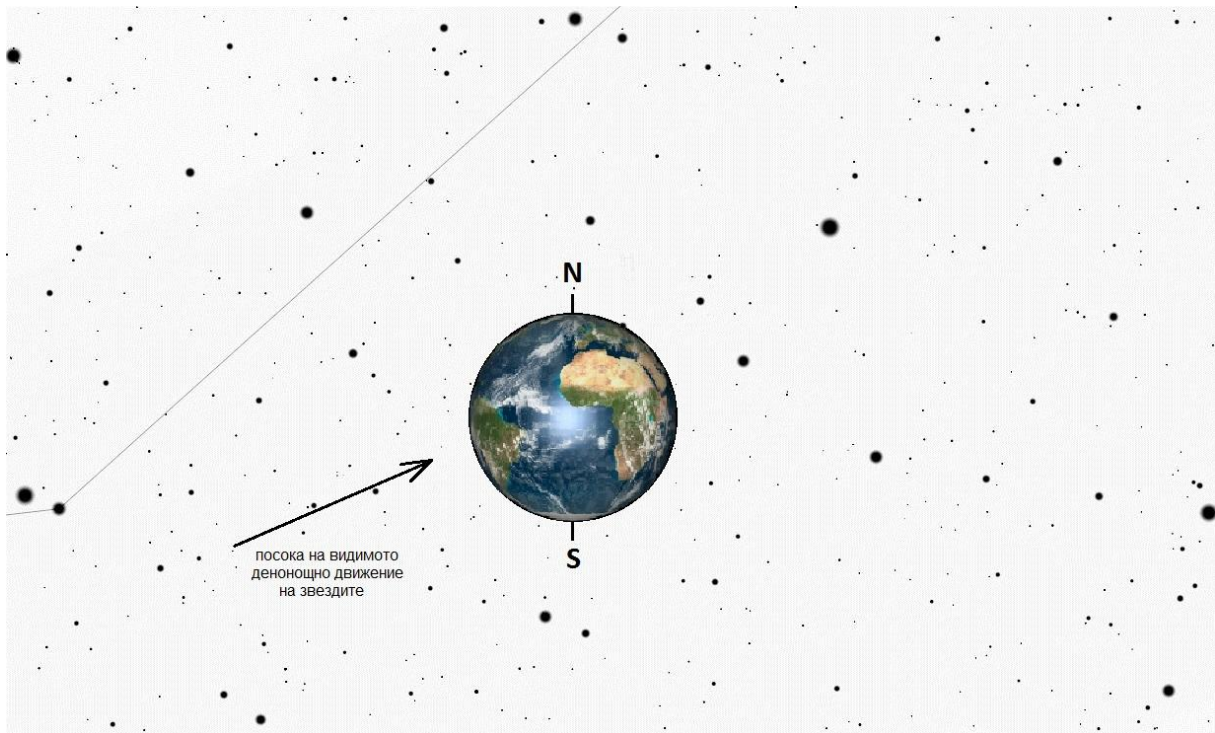 N
S
посока на видимото
денонощно движение
на звездите